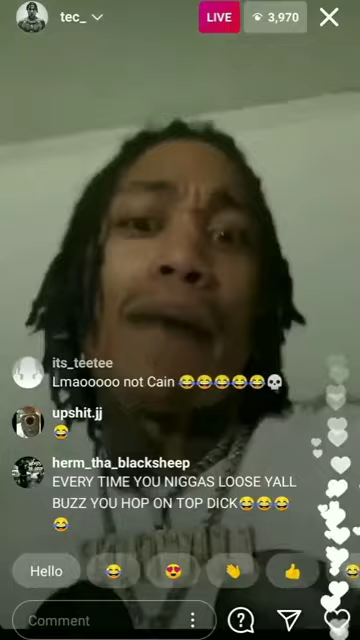 tec_
LIVE
3,970
its_teetee
Lmaooooo not Cain 😂😂😂😂😂💀
upshit.jj
😂
herm_tha_blacksheep
EVERY TIME YOU NIGGAS LOOSE YALL
BUZZ YOU HOP ON TOP DICK😂😂😂
😂
Hello
😂
😍
👏
👍
😂
Comment